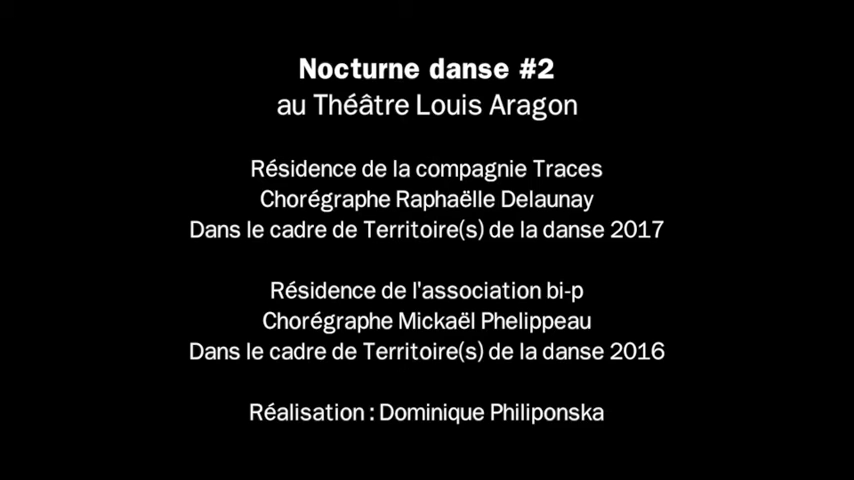 Nocturne danse #2
au Théâtre Louis Aragon
Résidence de la compagnie Traces
Chorégraphe Raphaëlle Delaunay
Dans le cadre de Territoire(s) de la danse 2017
Résidence de l'association bi-p
Chorégraphe Mickaël Phelippeau
Dans le cadre de Territoire(s) de la danse 2016
Réalisation : Dominique Philiponska